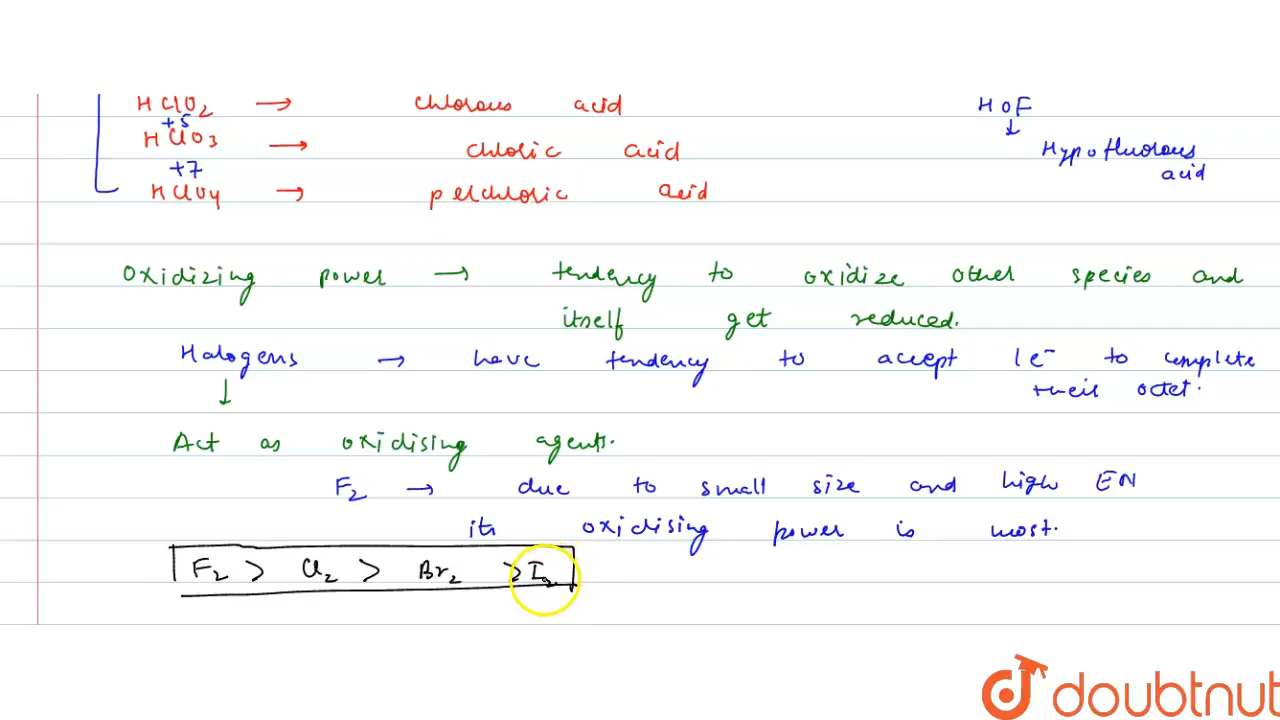 HClO2 → chlorous acid
HOF
↓
+5
HClO3 → chloric acid
Hypofluorous
acid
+7
HClO4 → perchloric acid
Oxidizing power → tendency to oxidize other species and
itself get reduced.
Halogens → have tendency to accept 1e⁻ to complete
their octet.
↓
Act as oxidising agents.
F2 → due to small size and high EN
its oxidising power is most.
F2 > Cl2 > Br2 > I2
doubtnut